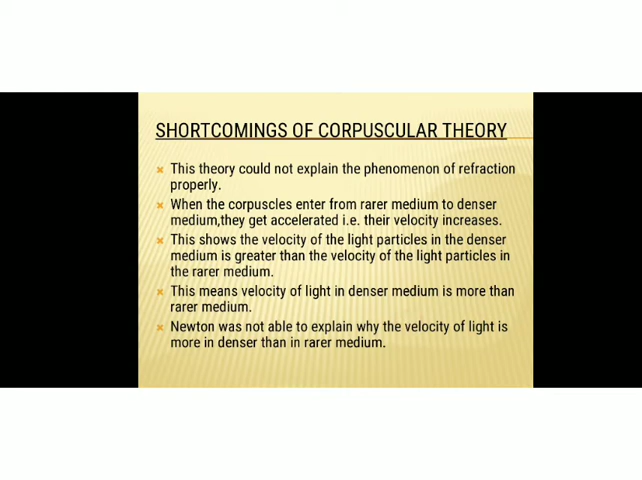 SHORTCOMINGS OF CORPUSCULAR THEORY
This theory could not explain the phenomenon of refraction
properly.
When the corpuscles enter from rarer medium to denser
medium,they get accelerated i.e. their velocity increases.
This shows the velocity of the light particles in the denser
medium is greater than the velocity of the light particles in
the rarer medium.
This means velocity of light in denser medium is more than
rarer medium.
Newton was not able to explain why the velocity of light is
more in denser than in rarer medium.